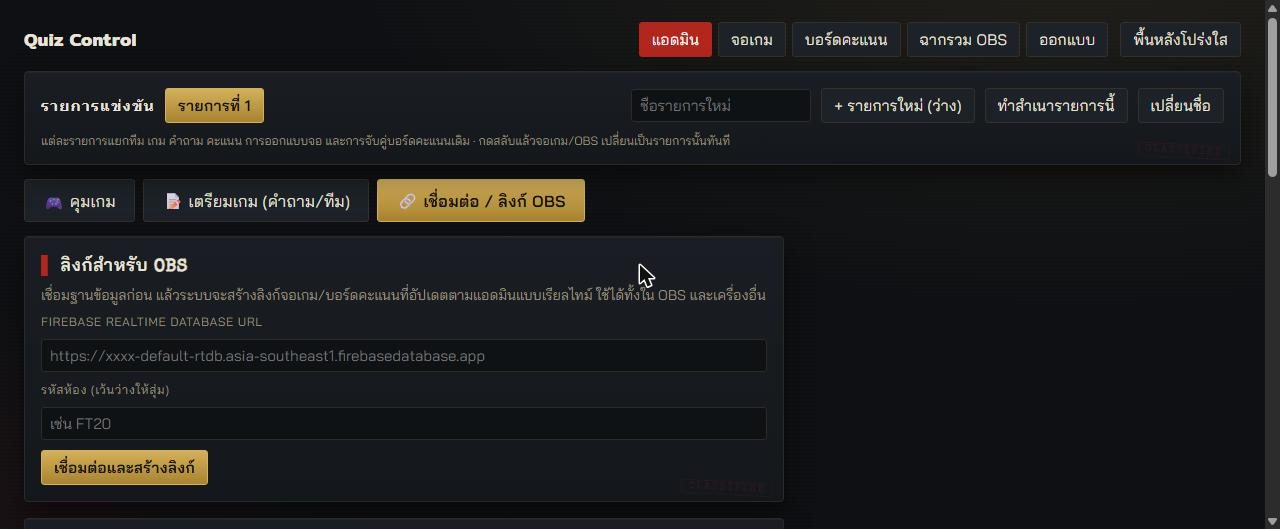 Quiz Control
แอดมิน
จอเกม
บอร์ดคะแนน
ฉากรวม OBS
ออกแบบ
พื้นหลังโปร่งใส
รายการแข่งขัน
รายการที่ 1
ชื่อรายการใหม่
+ รายการใหม่ (ว่าง)
ทำสำเนารายการนี้
เปลี่ยนชื่อ
แต่ละรายการแยกทีม เกม คำถาม คะแนน การออกแบบจอ และการจับคู่บอร์ดคะแนนเดิม · กดสลับแล้วจอเกม/OBS เปลี่ยนเป็นรายการนั้นทันที
CLASSIFIED
คุมเกม
เตรียมเกม (คำถาม/ทีม)
เชื่อมต่อ / ลิงก์ OBS
ลิงก์สำหรับ OBS
เชื่อมฐานข้อมูลก่อน แล้วระบบจะสร้างลิงก์จอเกม/บอร์ดคะแนนที่อัปเดตตามแอดมินแบบเรียลไทม์ ใช้ได้ทั้งใน OBS และเครื่องอื่น
FIREBASE REALTIME DATABASE URL
https://xxxx-default-rtdb.asia-southeast1.firebasedatabase.app
รหัสห้อง (เว้นว่างให้สุ่ม)
เช่น FT20
เชื่อมต่อและสร้างลิงก์
CLASSIFIED